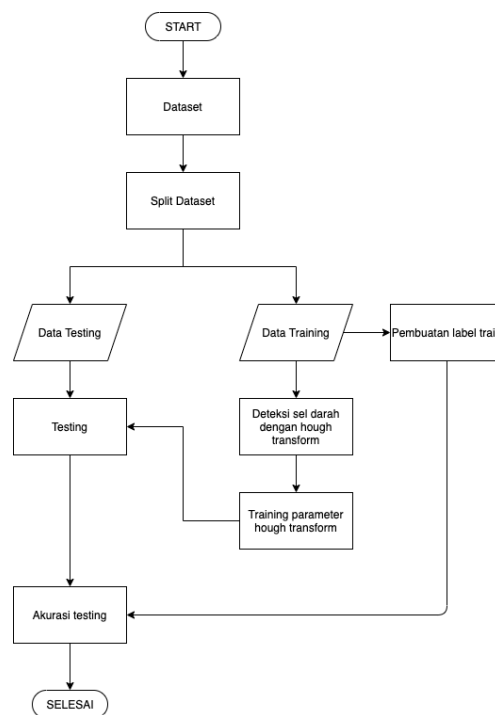 START
Dataset
Split Dataset
Data Testing
Data Training
Pembuatan label trai
Testing
Deteksi sel darah
dengan hough
transform
Training parameter
hough transform
Akurasi testing
SELESAI